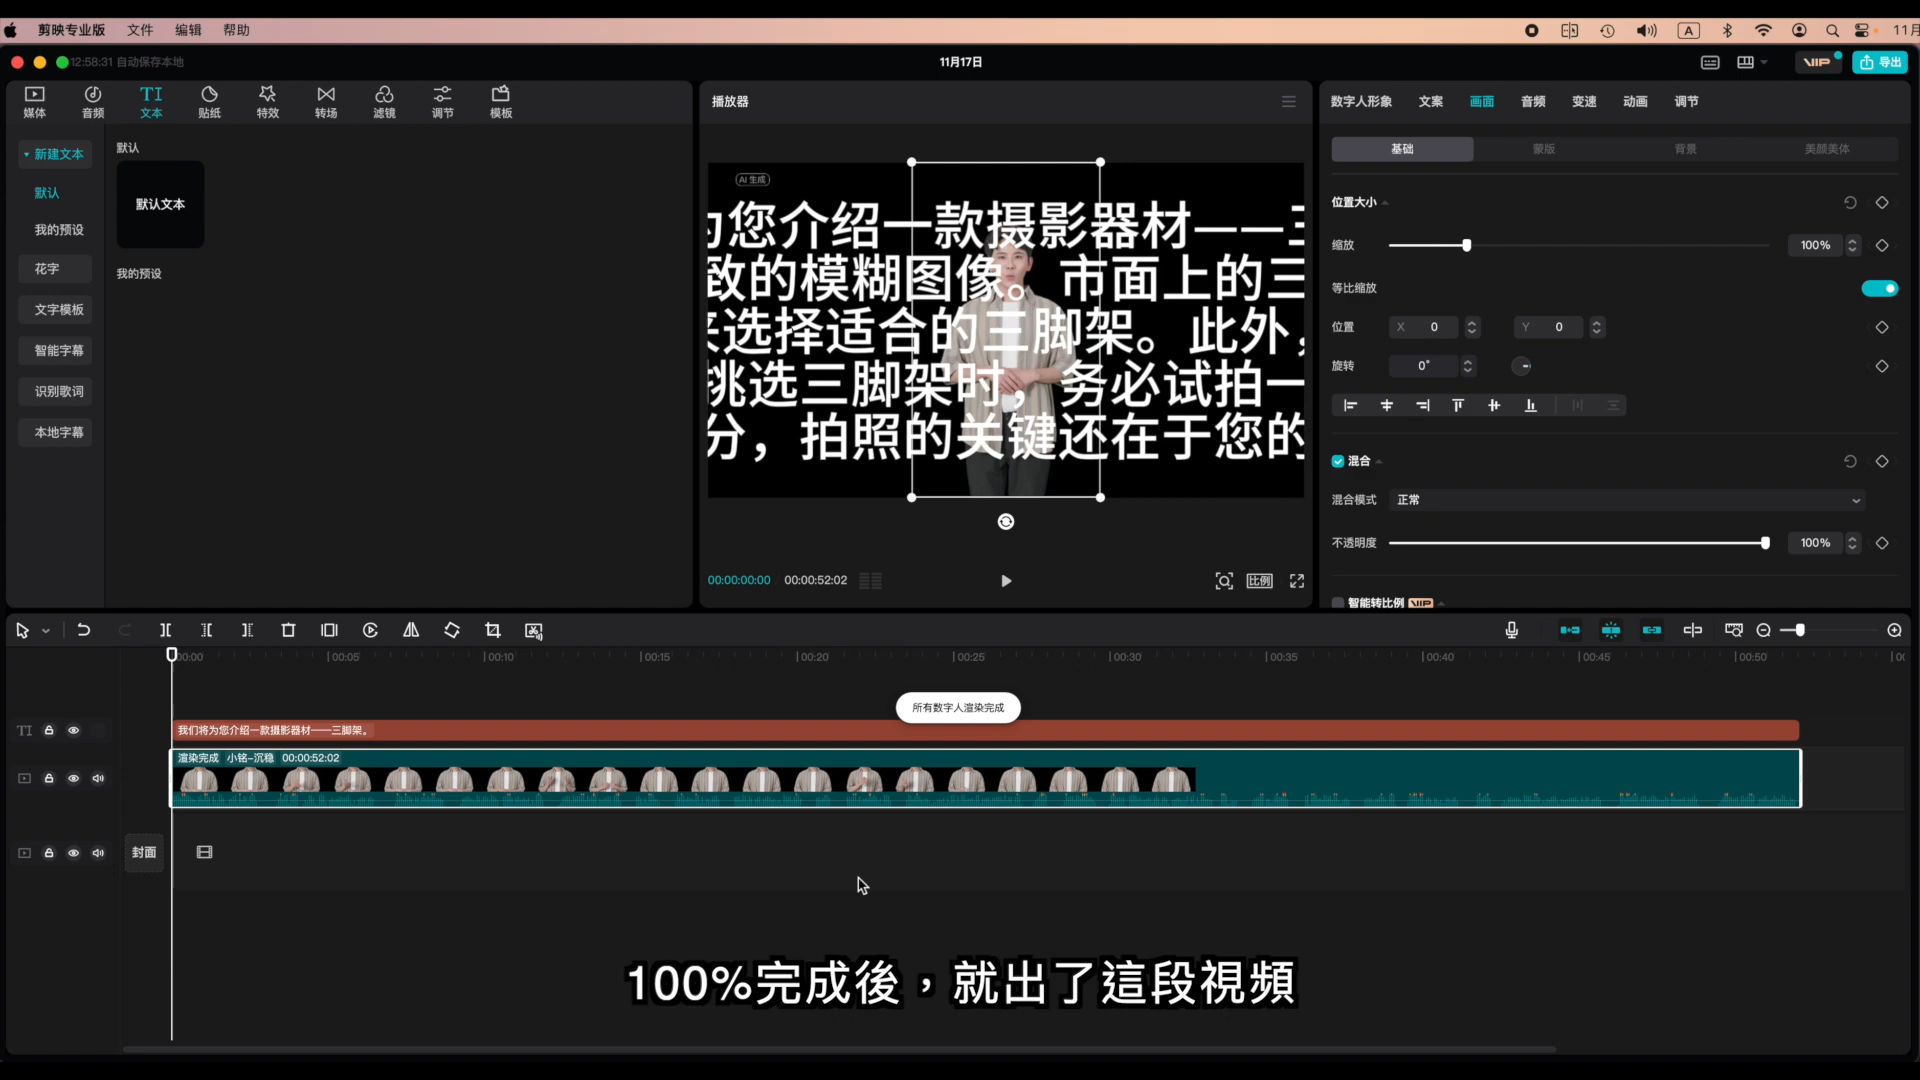 剪映专业版 文件 编辑 帮助
A
11月
12:58:31 自动保存本地
11月17日
VIP
导出
媒体 音频 TI 文本 贴纸 特效 转场 滤镜 调节 模板
新建文本
默认
我的预设
花字
文字模板
智能字幕
识别歌词
本地字幕
默认
默认文本
我的预设
播放器
AI 生成
为您介绍一款摄影器材——三
致的模糊图像。市面上的三
来选择适合的三脚架。此外，
挑选三脚架时，务必试拍一
分，拍照的关键还在于您的
00:00:00:00 00:00:52:02
比例
数字人形象 文案 画面 音频 变速 动画 调节
基础 蒙版 背景 美颜美体
位置大小
缩放 100%
等比缩放
位置 X 0 Y 0
旋转 0°
混合
混合模式 正常
不透明度 100%
智能转比例 VIP
00:00 00:05 00:10 00:15 00:20 00:25 00:30 00:35 00:40 00:45 00:50
所有数字人渲染完成
TI 我们将为您介绍一款摄影器材——三脚架。
渲染完成 小铭-沉稳 00:00:52:02
封面
100%完成後，就出了這段視頻